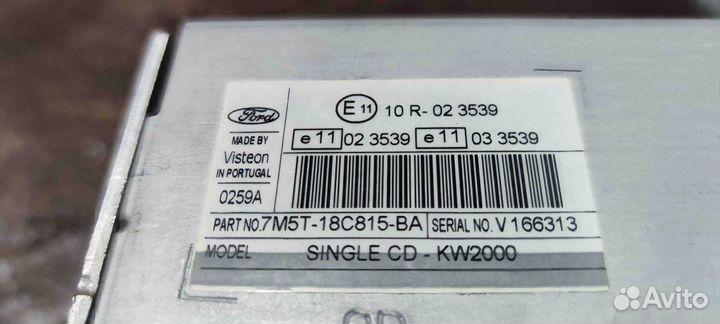 Ford
E 11 10 R- 02 3539
MADE BY
Visteon
IN PORTUGAL
e 11 02 3539 e 11 03 3539
0259A
PART NO. 7M5T-18C815-BA SERIAL NO. V 166313
MODEL SINGLE CD - KW2000
Avito